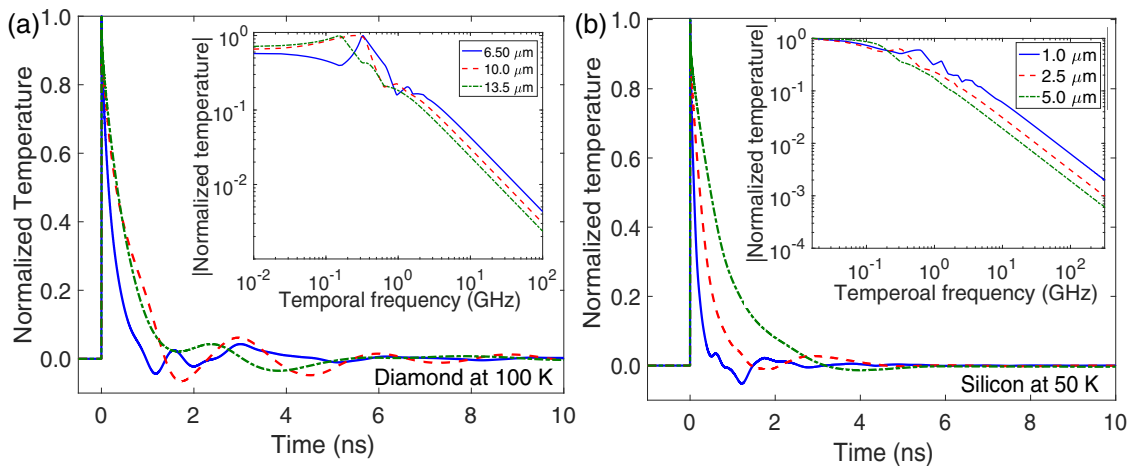 (a)
Normalized Temperature
1.0
0.8
0.6
0.4
0.2
0.0
0
2
4
6
8
10
Time (ns)
Diamond at 100 K
|Normalized temperature|
10^0
10^-1
10^-2
10^-2
10^-1
10^0
10^1
10^2
Temporal frequency (GHz)
6.50 μm
10.0 μm
13.5 μm
(b)
Normalized temperature
1.0
0.8
0.6
0.4
0.2
0.0
0
2
4
6
8
10
Time (ns)
Silicon at 50 K
|Normalized temperature|
10^0
10^-1
10^-2
10^-3
10^-4
10^-1
10^0
10^1
10^2
Temperoal frequency (GHz)
1.0 μm
2.5 μm
5.0 μm